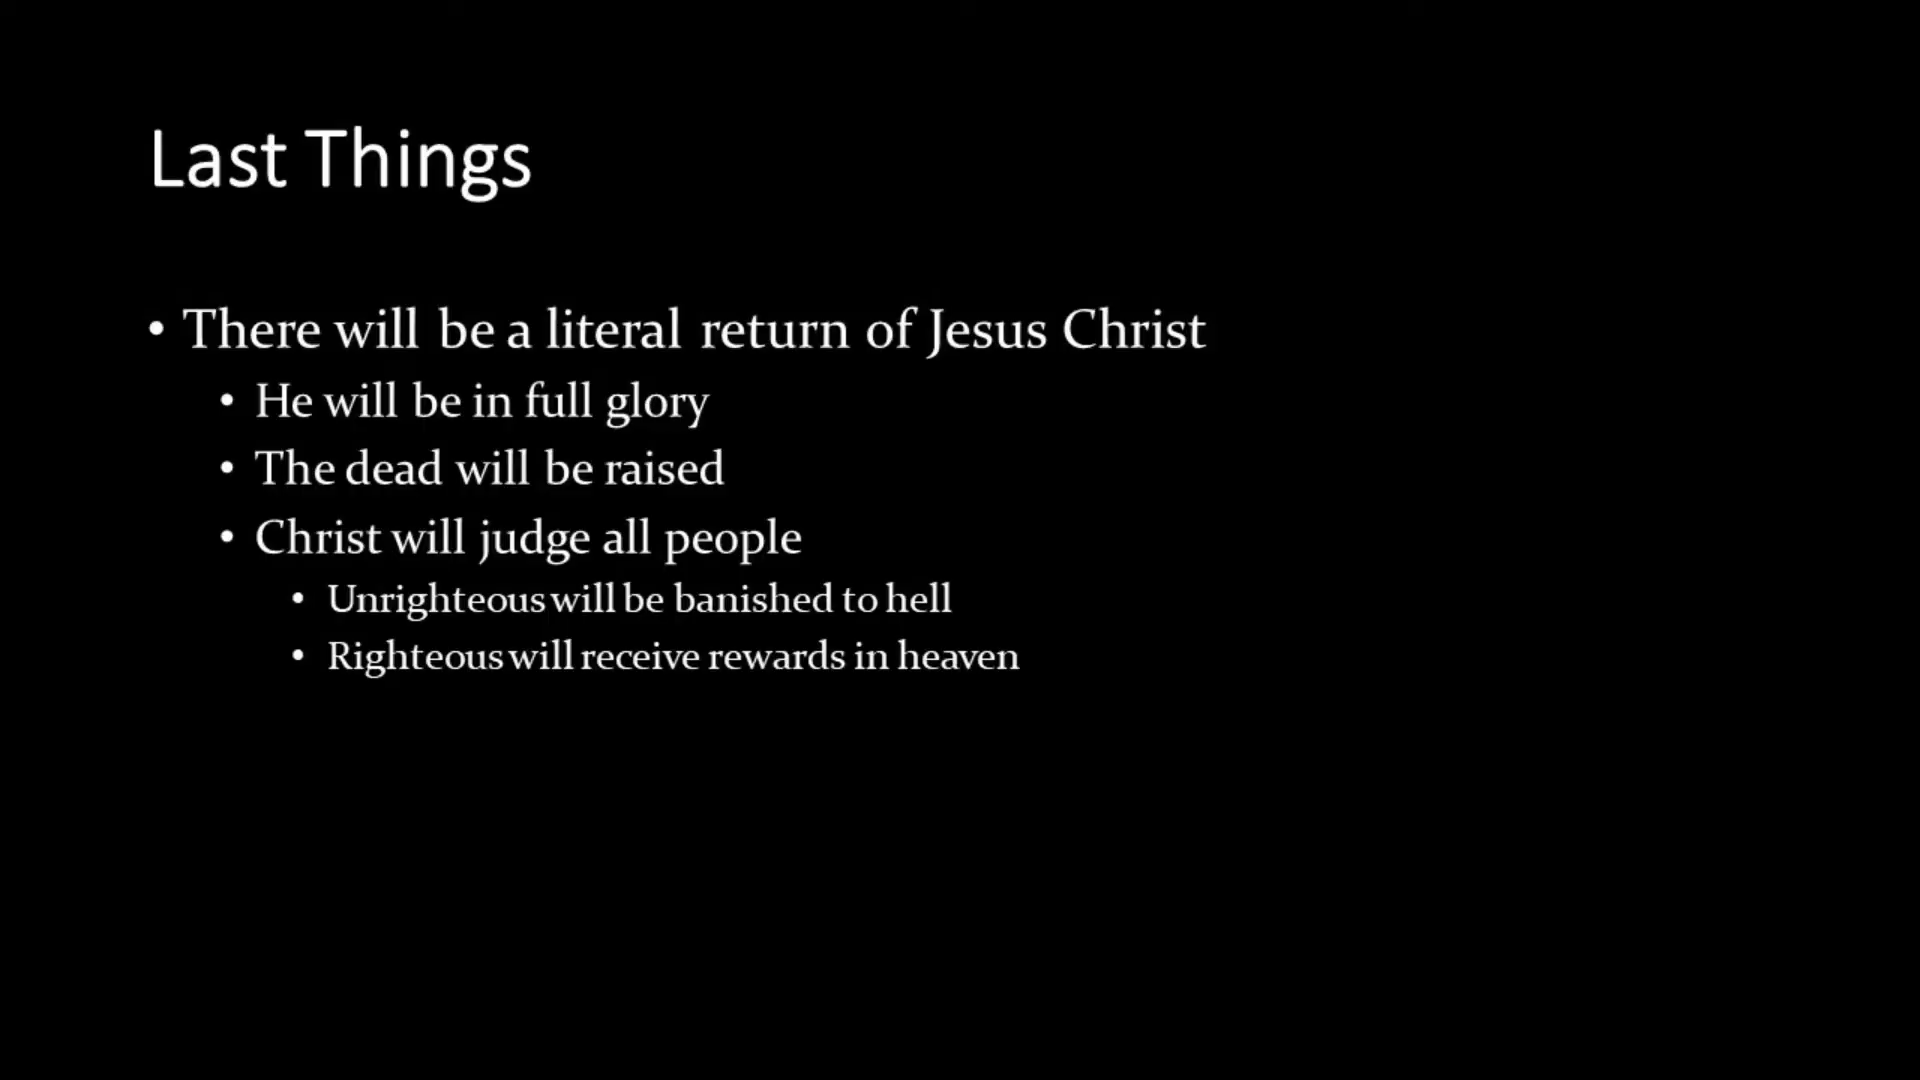 Last Things
• There will be a literal return of Jesus Christ
• He will be in full glory
• The dead will be raised
• Christ will judge all people
• Unrighteous will be banished to hell
• Righteous will receive rewards in heaven